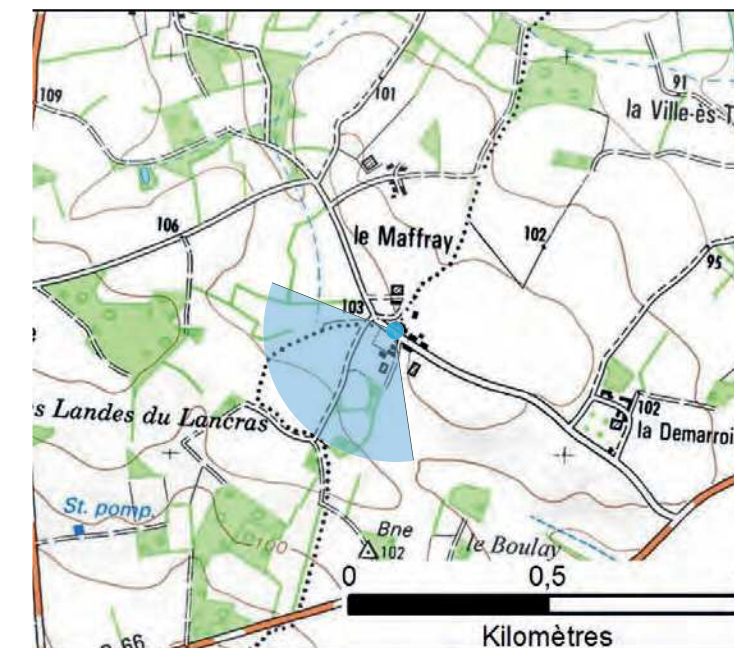 91
109
101
la Ville-ès-T
106
le Maffray
102
95
103
s Landes du Lancras
102
la Demarroi
St. pomp.
Bne
100
102
le Boulay
0
0,5
66
Kilomètres